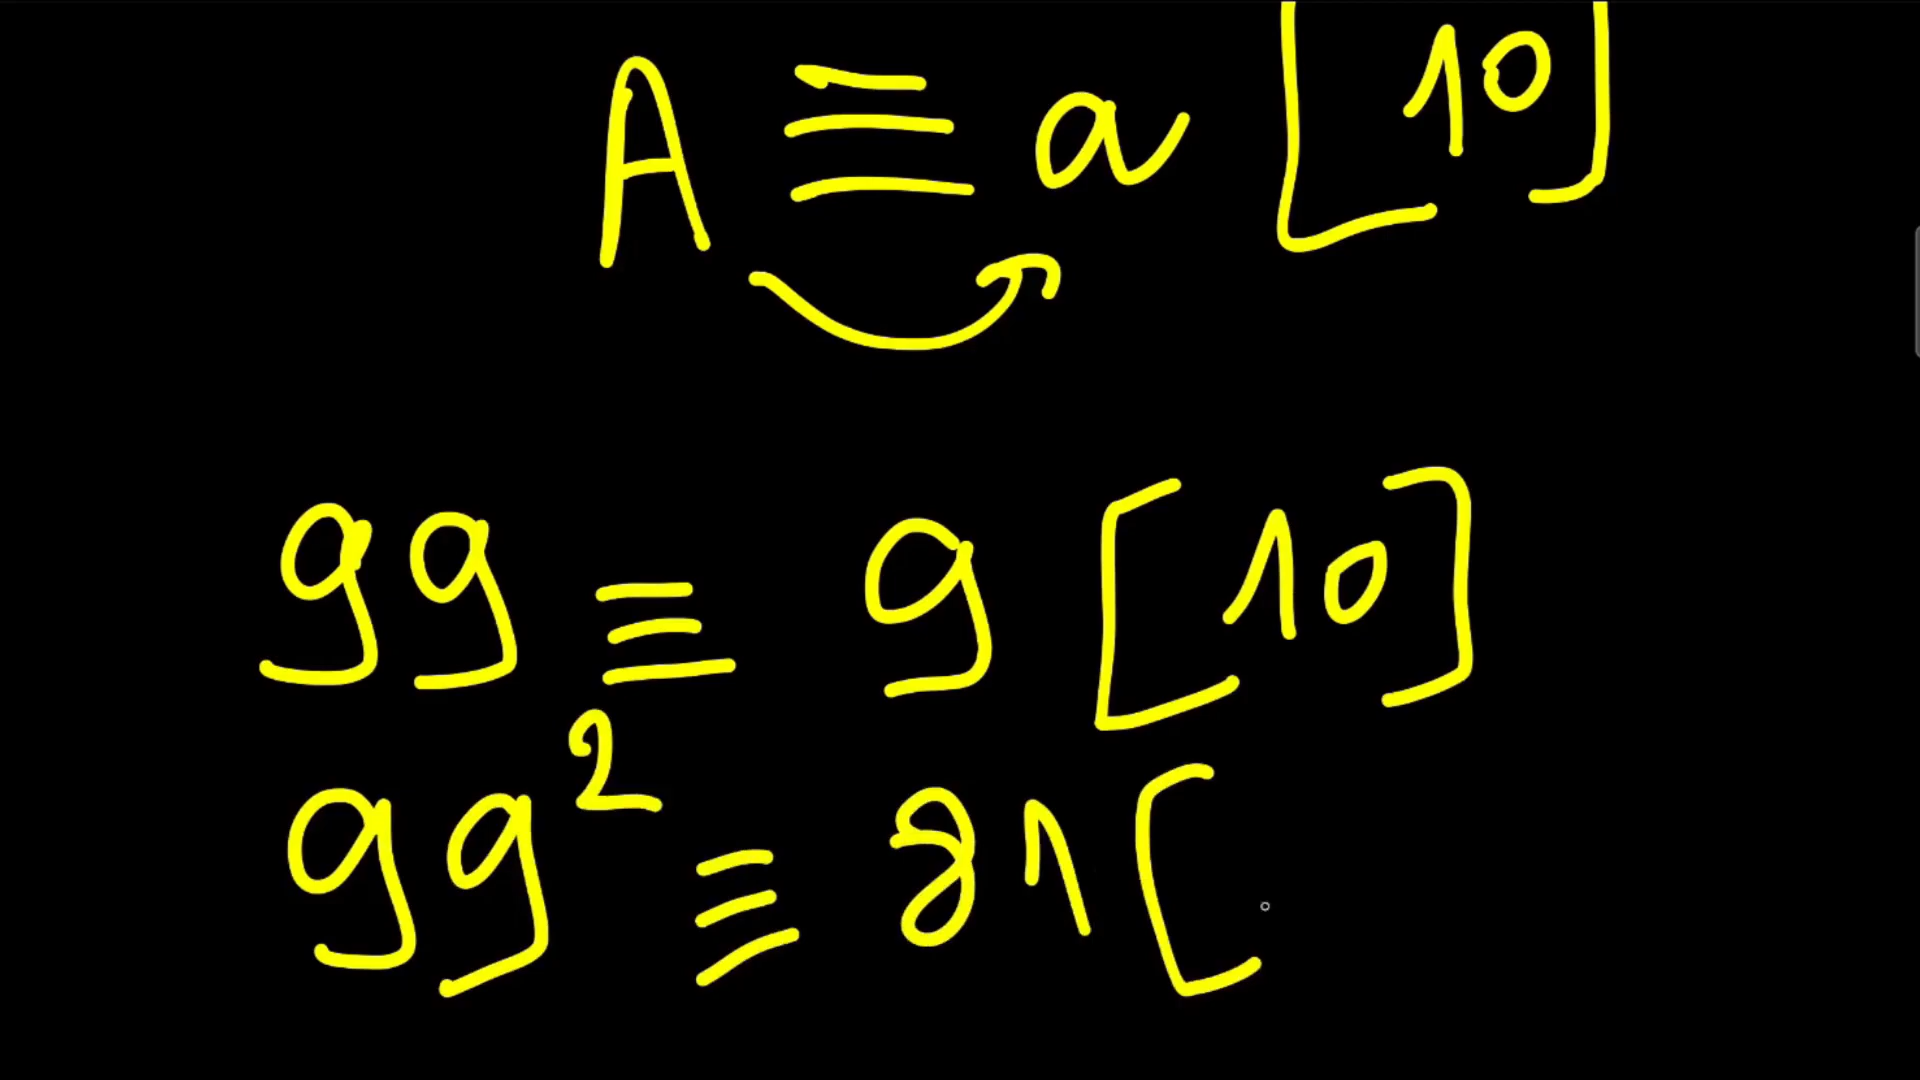 A ≡ a [10]
99 ≡ 9 [10]
99² ≡ 81 [